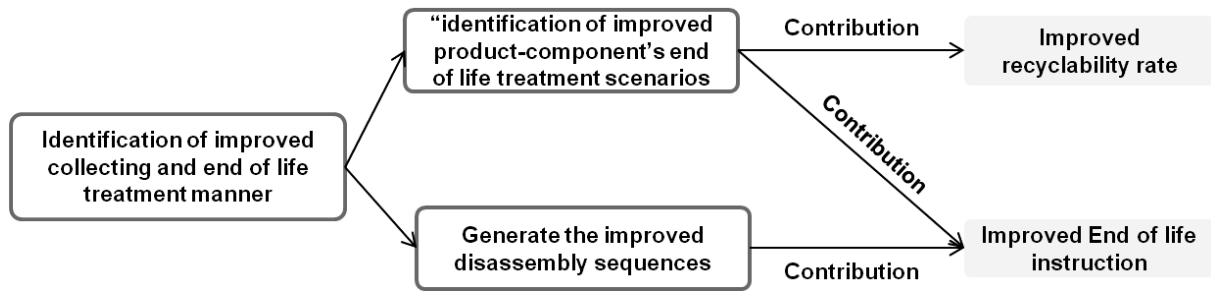 “identification of improved
product-component’s end
of life treatment scenarios
Contribution
Improved
recyclability rate
Identification of improved
collecting and end of life
treatment manner
Contribution
Generate the improved
disassembly sequences
Contribution
Improved End of life
instruction